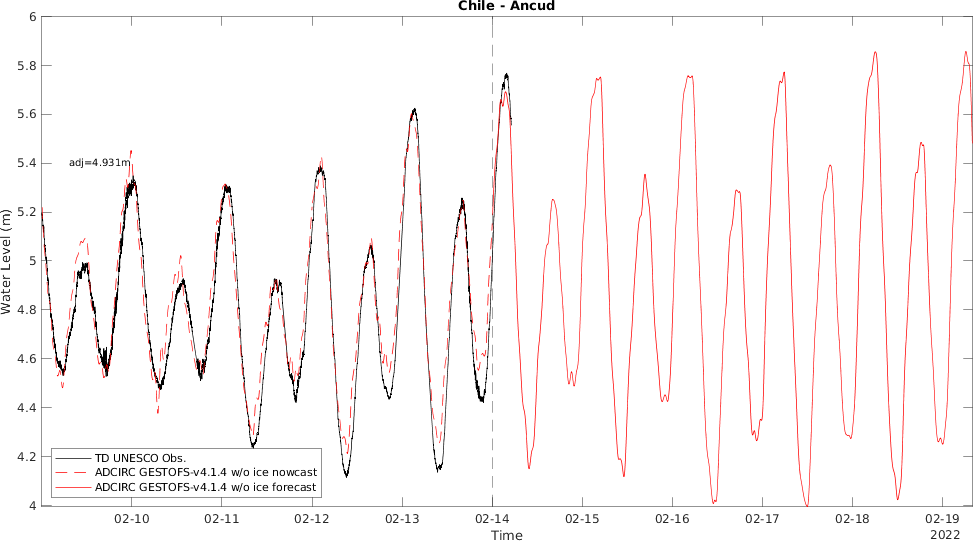 Chile - Ancud
Water Level (m)
6
5.8
5.6
5.4
5.2
5
4.8
4.6
4.4
4.2
4
adj=4.931m
TD UNESCO Obs.
ADCIRC GESTOFS-v4.1.4 w/o ice nowcast
ADCIRC GESTOFS-v4.1.4 w/o ice forecast
02-10 02-11 02-12 02-13 02-14 02-15 02-16 02-17 02-18 02-19
Time
2022